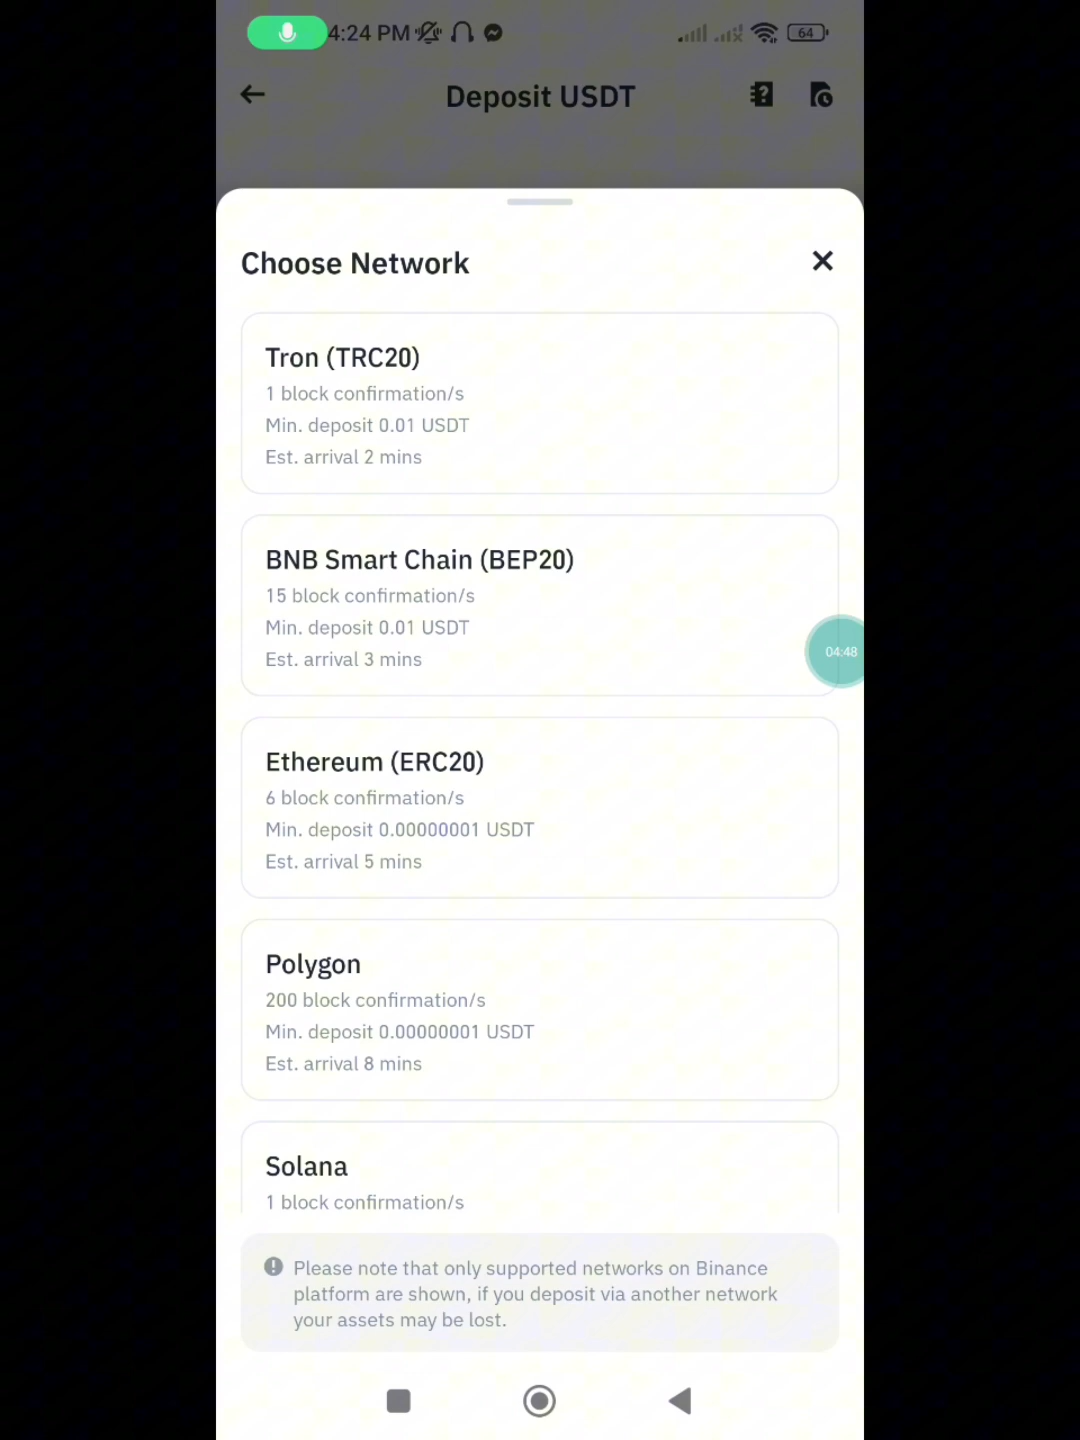 4:24 PM
64
Deposit USDT
Choose Network
Tron (TRC20)
1 block confirmation/s
Min. deposit 0.01 USDT
Est. arrival 2 mins
BNB Smart Chain (BEP20)
15 block confirmation/s
Min. deposit 0.01 USDT
Est. arrival 3 mins
04:48
Ethereum (ERC20)
6 block confirmation/s
Min. deposit 0.00000001 USDT
Est. arrival 5 mins
Polygon
200 block confirmation/s
Min. deposit 0.00000001 USDT
Est. arrival 8 mins
Solana
1 block confirmation/s
Please note that only supported networks on Binance
platform are shown, if you deposit via another network
your assets may be lost.